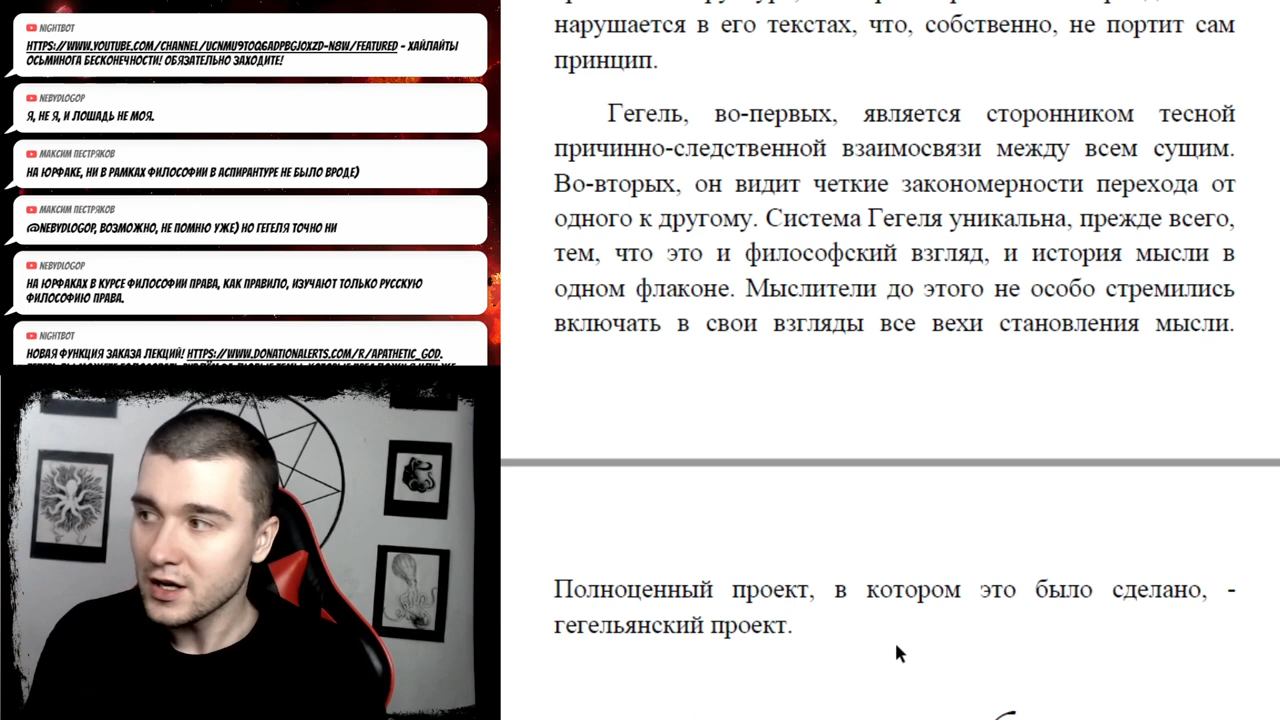 NIGHTBOT
HTTPS://WWW.YOUTUBE.COM/CHANNEL/UCNMU9TOQ6ADPBGJOXZD-N8W/FEATURED - ХАЙЛАЙТЫ
ОСЬМИНОГА БЕСКОНЕЧНОСТИ! ОБЯЗАТЕЛЬНО ЗАХОДИТЕ!
NEBYDLOGOP
Я, НЕ Я, И ЛОШАДЬ НЕ МОЯ.
МАКСИМ ПЕСТРЯКОВ
НА ЮРФАКЕ, НИ В РАМКАХ ФИЛОСОФИИ В АСПИРАНТУРЕ НЕ БЫЛО ВРОДЕ)
МАКСИМ ПЕСТРЯКОВ
@NEBYDLOGOP, ВОЗМОЖНО, НЕ ПОМНЮ УЖЕ) НО ГЕГЕЛЯ ТОЧНО НИ
NEBYDLOGOP
НА ЮРФАКАХ В КУРСЕ ФИЛОСОФИИ ПРАВА, КАК ПРАВИЛО, ИЗУЧАЮТ ТОЛЬКО РУССКУЮ
ФИЛОСОФИЮ ПРАВА.
NIGHTBOT
НОВАЯ ФУНКЦИЯ ЗАКАЗА ЛЕКЦИЙ! HTTPS://WWW.DONATIONALERTS.COM/R/APATHETIC_GOD.
нарушается в его текстах, что, собственно, не портит сам
принцип.
Гегель, во-первых, является сторонником тесной
причинно-следственной взаимосвязи между всем сущим.
Во-вторых, он видит четкие закономерности перехода от
одного к другому. Система Гегеля уникальна, прежде всего,
тем, что это и философский взгляд, и история мысли в
одном флаконе. Мыслители до этого не особо стремились
включать в свои взгляды все вехи становления мысли.
Полноценный проект, в котором это было сделано, -
гегельянский проект.